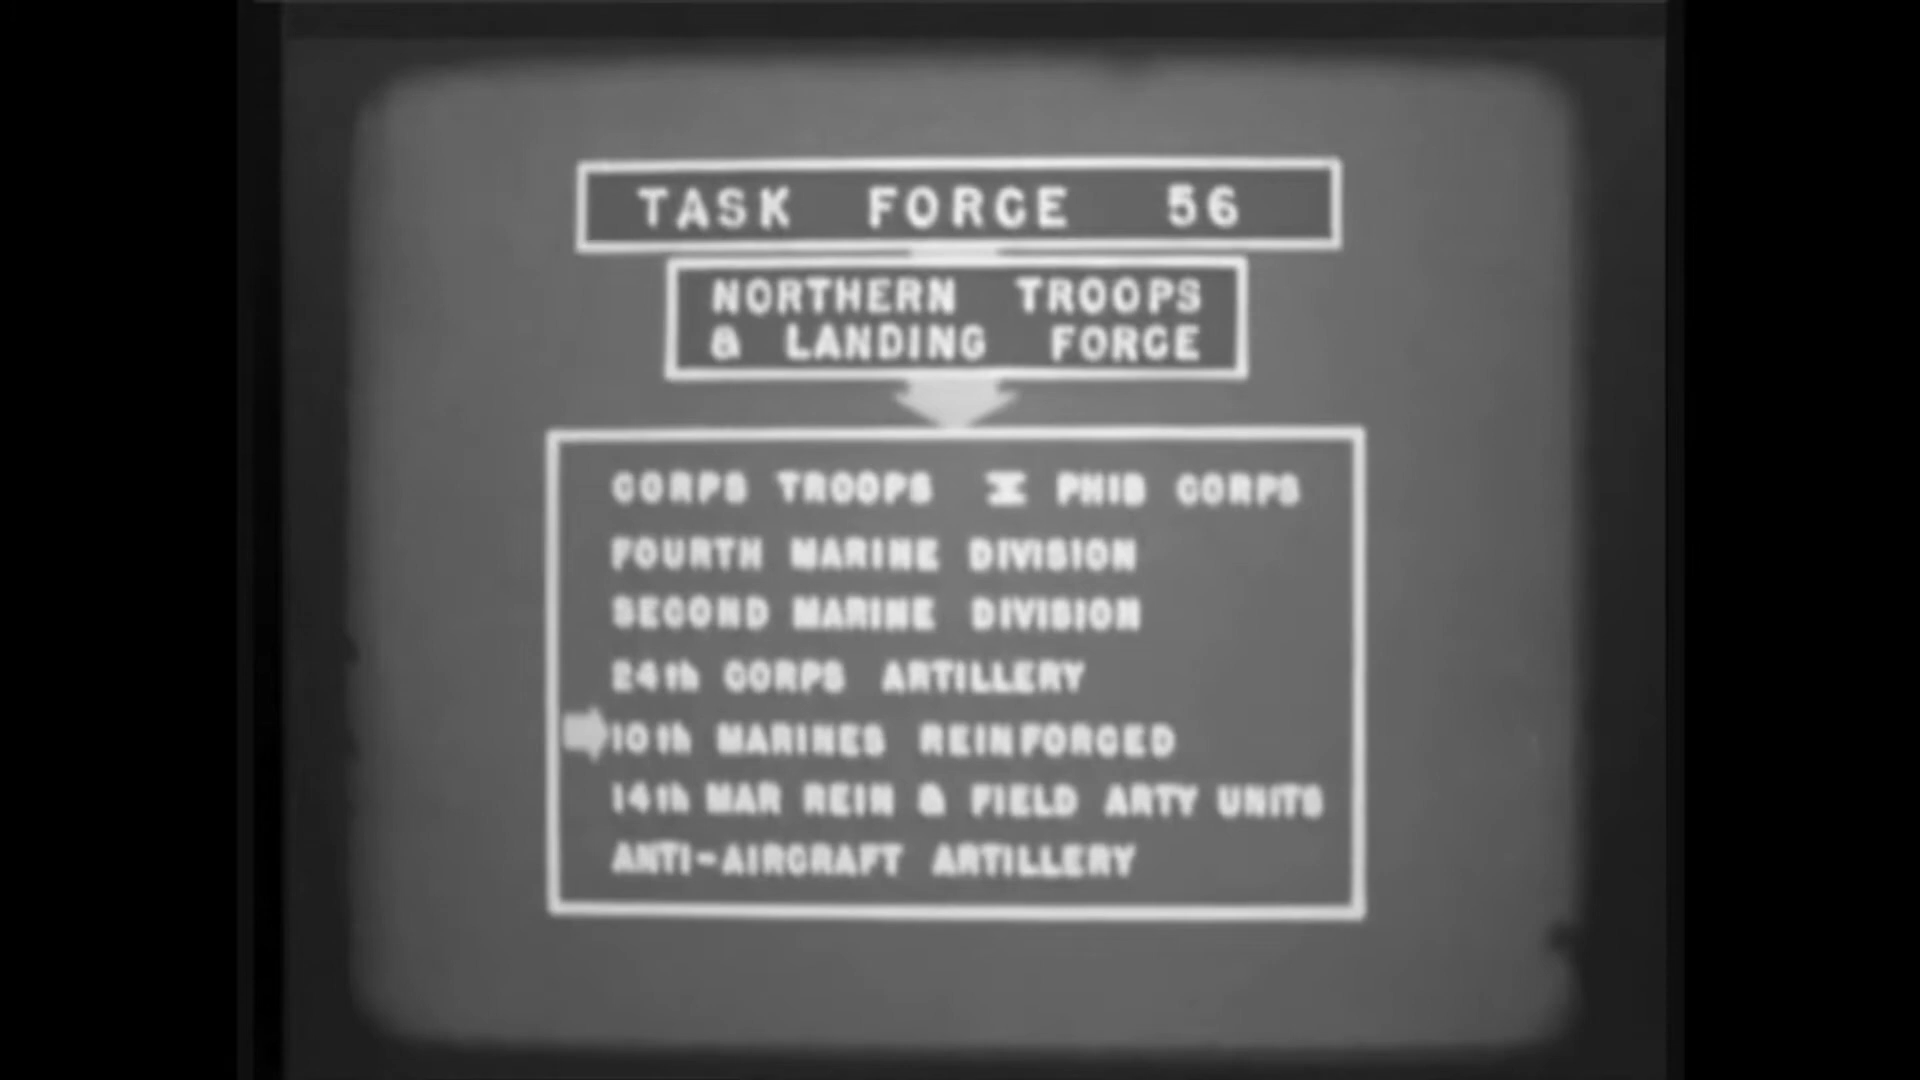 TASK FORCE 56
NORTHERN TROOPS
& LANDING FORCE
CORPS TROOPS X PHIB CORPS
FOURTH MARINE DIVISION
SECOND MARINE DIVISION
24th CORPS ARTILLERY
10th MARINES REINFORCED
14th MAR REIN & FIELD ARTY UNITS
ANTI-AIRCRAFT ARTILLERY